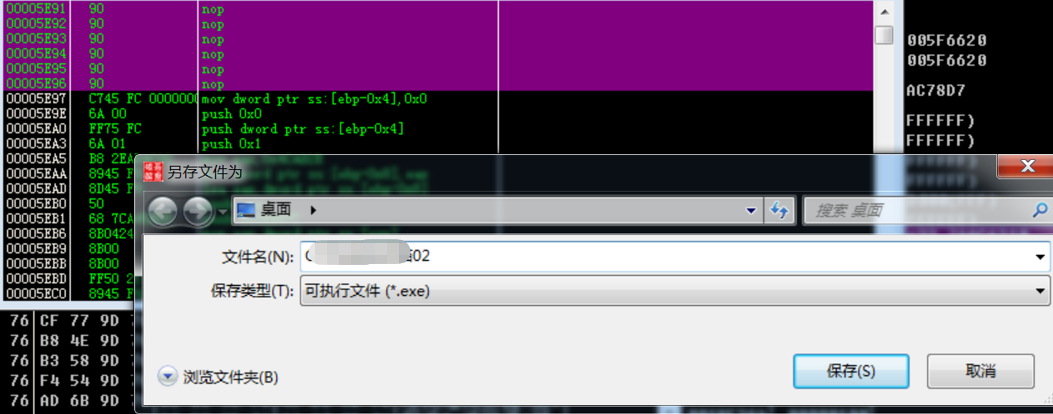 00005E91 90 nop
00005E92 90 nop
00005E93 90 nop
00005E94 90 nop
00005E95 90 nop
00005E96 90 nop
00005E97 C745 FC 0000000 mov dword ptr ss:[ebp-0x4],0x0
00005E9E 6A 00 push 0x0
00005EA0 FF75 FC push dword ptr ss:[ebp-0x4]
00005EA3 6A 01 push 0x1
00005EA5 B8 2EA
00005EAA 8945 F
00005EAD 8D45 F
00005EB0 50
00005EB1 68 7CA
00005EB6 8B0424
00005EB9 8B00
00005EBB 8B00
00005EBD FF50 2
00005EC0 8945 F
005F6620
005F6620
AC78D7
FFFFFF)
FFFFFF)
另存文件为
桌面
搜索 桌面
文件名(N):
02
保存类型(T): 可执行文件 (*.exe)
浏览文件夹(B)
保存(S)
取消
76 CF 77 9D
76 B8 4E 9D
76 B3 58 9D
76 F4 54 9D
76 AD 6B 9D